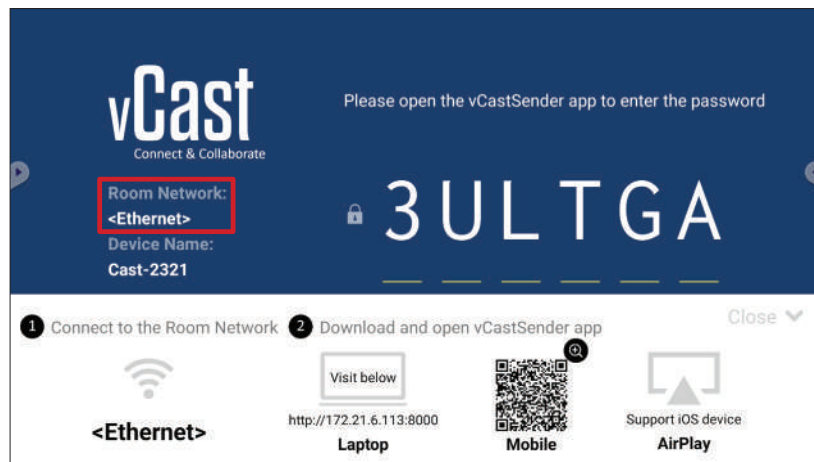 vCast
Connect & Collaborate
Please open the vCastSender app to enter the password
Room Network:
<Ethernet>
Device Name:
Cast-2321
3ULTGA
1 Connect to the Room Network
2 Download and open vCastSender app
Close
<Ethernet>
Visit below
http://172.21.6.113:8000
Laptop
Mobile
Support iOS device
AirPlay